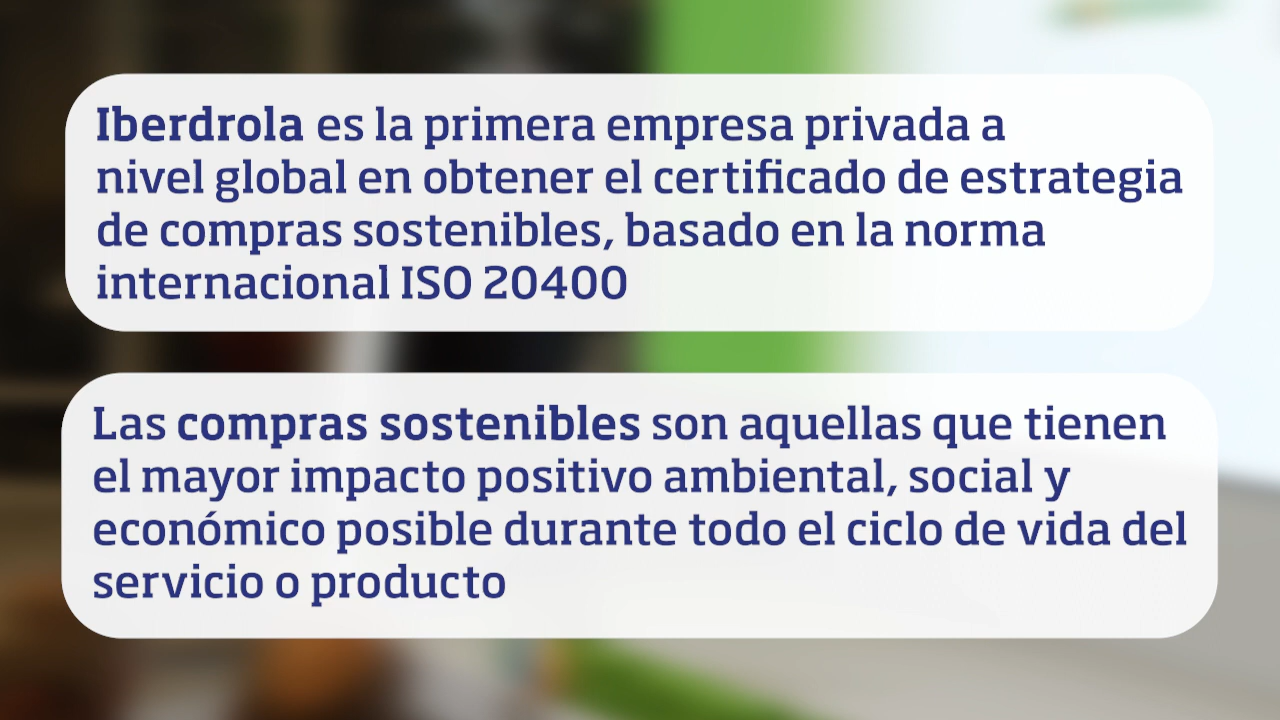 Iberdrola es la primera empresa privada a
nivel global en obtener el certificado de estrategia
de compras sostenibles, basado en la norma
internacional ISO 20400
Las compras sostenibles son aquellas que tienen
el mayor impacto positivo ambiental, social y
económico posible durante todo el ciclo de vida del
servicio o producto